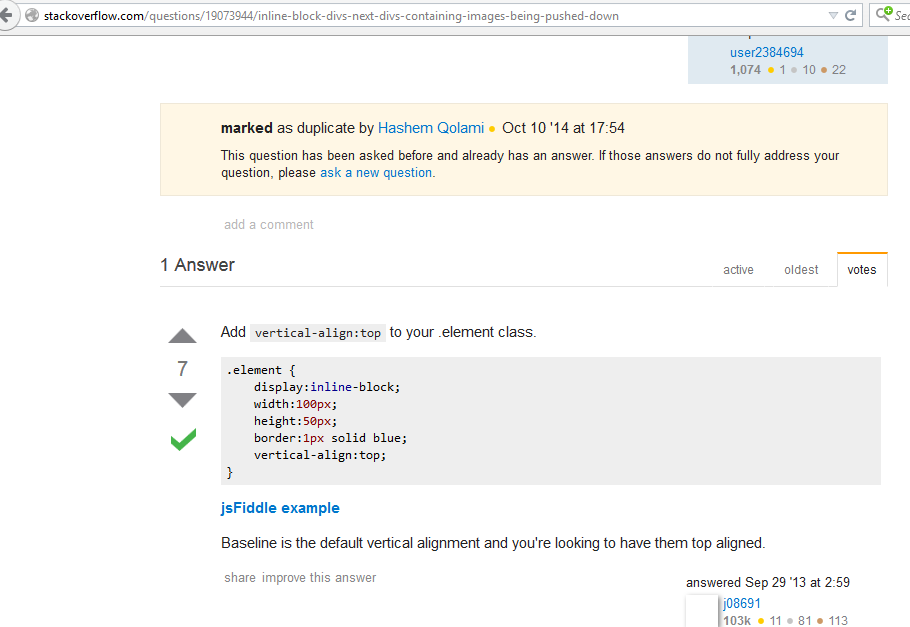 stackoverflow.com/questions/19073944/inline-block-divs-next-divs-containing-images-being-pushed-down
user2384694
1,074 ● 1 ● 10 ● 22
marked as duplicate by Hashem Qolami ● Oct 10 '14 at 17:54
This question has been asked before and already has an answer. If those answers do not fully address your
question, please ask a new question.
add a comment
1 Answer
active oldest votes
Add vertical-align:top to your .element class.
7
.element {
    display:inline-block;
    width:100px;
    height:50px;
    border:1px solid blue;
    vertical-align:top;
}
jsFiddle example
Baseline is the default vertical alignment and you're looking to have them top aligned.
share improve this answer
answered Sep 29 '13 at 2:59
j08691
103k ● 11 ● 81 ● 113